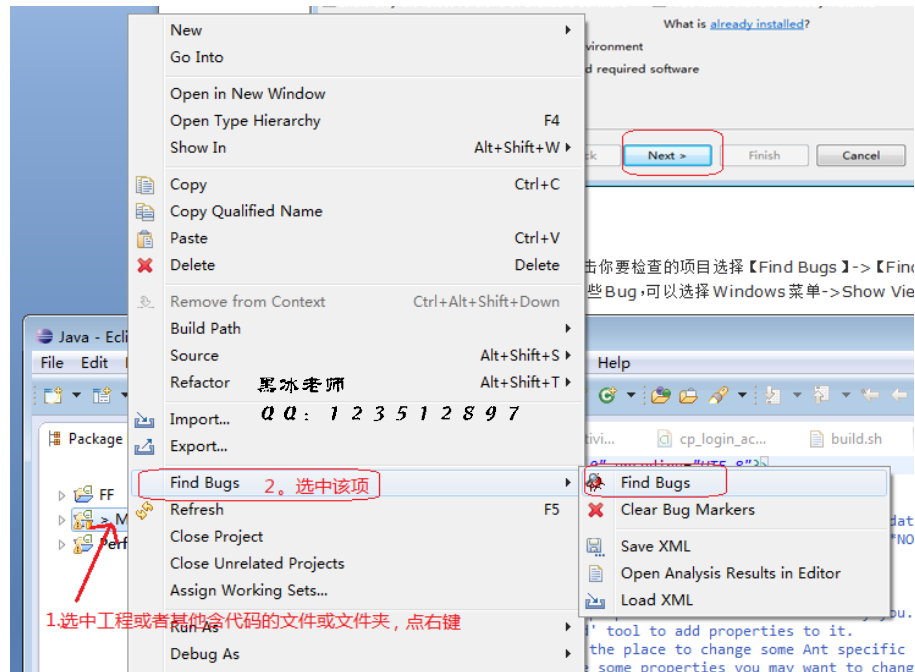 What is already installed?
New
Go Into
vironment
d required software
Open in New Window
Open Type Hierarchy F4
Show In Alt+Shift+W
ck Next > Finish Cancel
Copy Ctrl+C
Copy Qualified Name
Paste Ctrl+V
Delete Delete
击你要检查的项目选择【Find Bugs】->【Find
些Bug,可以选择Windows菜单->Show Vie
Remove from Context Ctrl+Alt+Shift+Down
Build Path
Java - Ecli
Source Alt+Shift+S
File Edit Help
Refactor Alt+Shift+T
黑冰老师
QQ: 123512897
Import...
Export...
Package
tivi... cp_login_ac... build.sh
Find Bugs
2。选中该项
Find Bugs
FF
Refresh F5
Clear Bug Markers
> M
dat
Close Project
*NO
Perf
Save XML
Close Unrelated Projects
Open Analysis Results in Editor
Assign Working Sets...
Load XML
1.选中工程或者其他含代码的文件或文件夹,点右键
Run As
you.
d' tool to add properties to it.
Debug As
the place to change some Ant specific
some properties you may want to chang